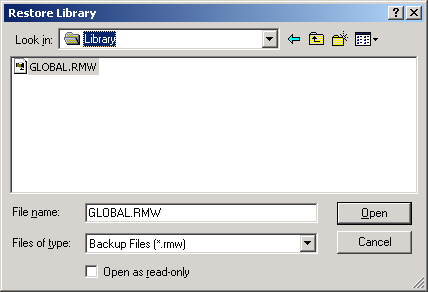 Restore Library
Look in: Library
GLOBAL.RMW
File name: GLOBAL.RMW Open
Files of type: Backup Files (*.rmw) Cancel
Open as read-only